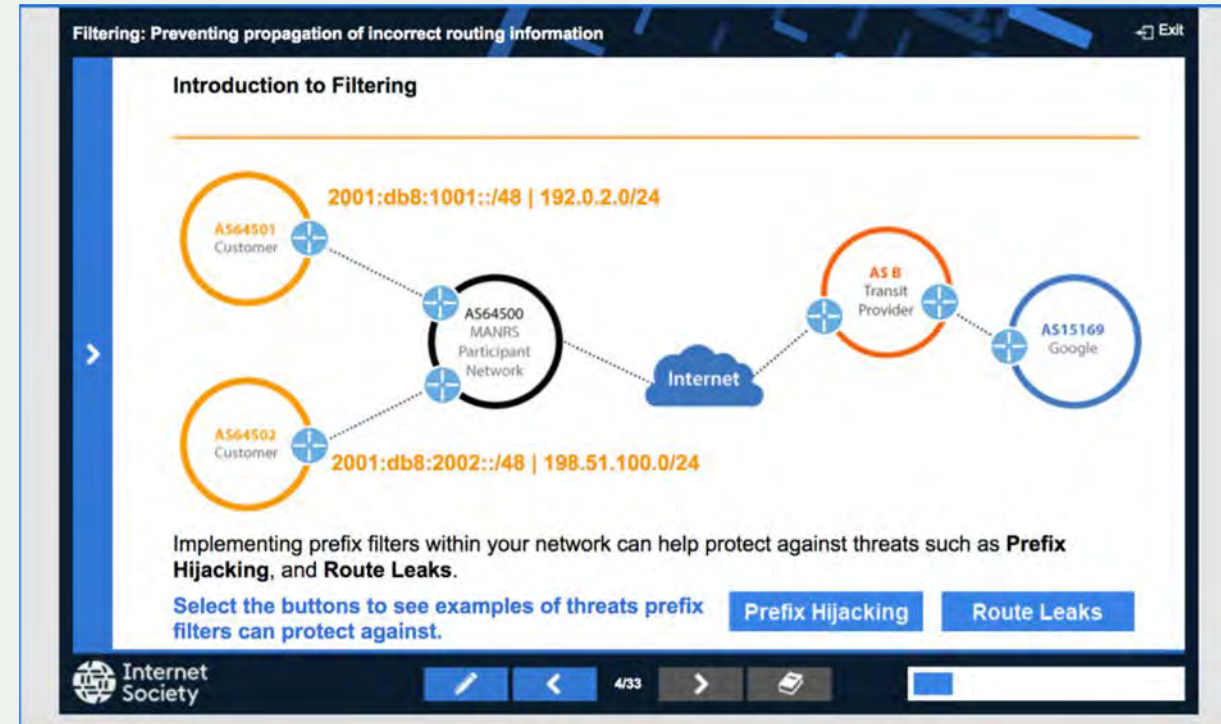 Filtering: Preventing propagation of incorrect routing information
Exit
Introduction to Filtering
2001:db8:1001::/48 | 192.0.2.0/24
AS64501
Customer
AS64500
MANRS
Participant
Network
AS B
Transit
Provider
AS15169
Google
Internet
AS64502
Customer
2001:db8:2002::/48 | 198.51.100.0/24
Implementing prefix filters within your network can help protect against threats such as Prefix
Hijacking, and Route Leaks.
Select the buttons to see examples of threats prefix
filters can protect against.
Prefix Hijacking
Route Leaks
Internet
Society
4/33